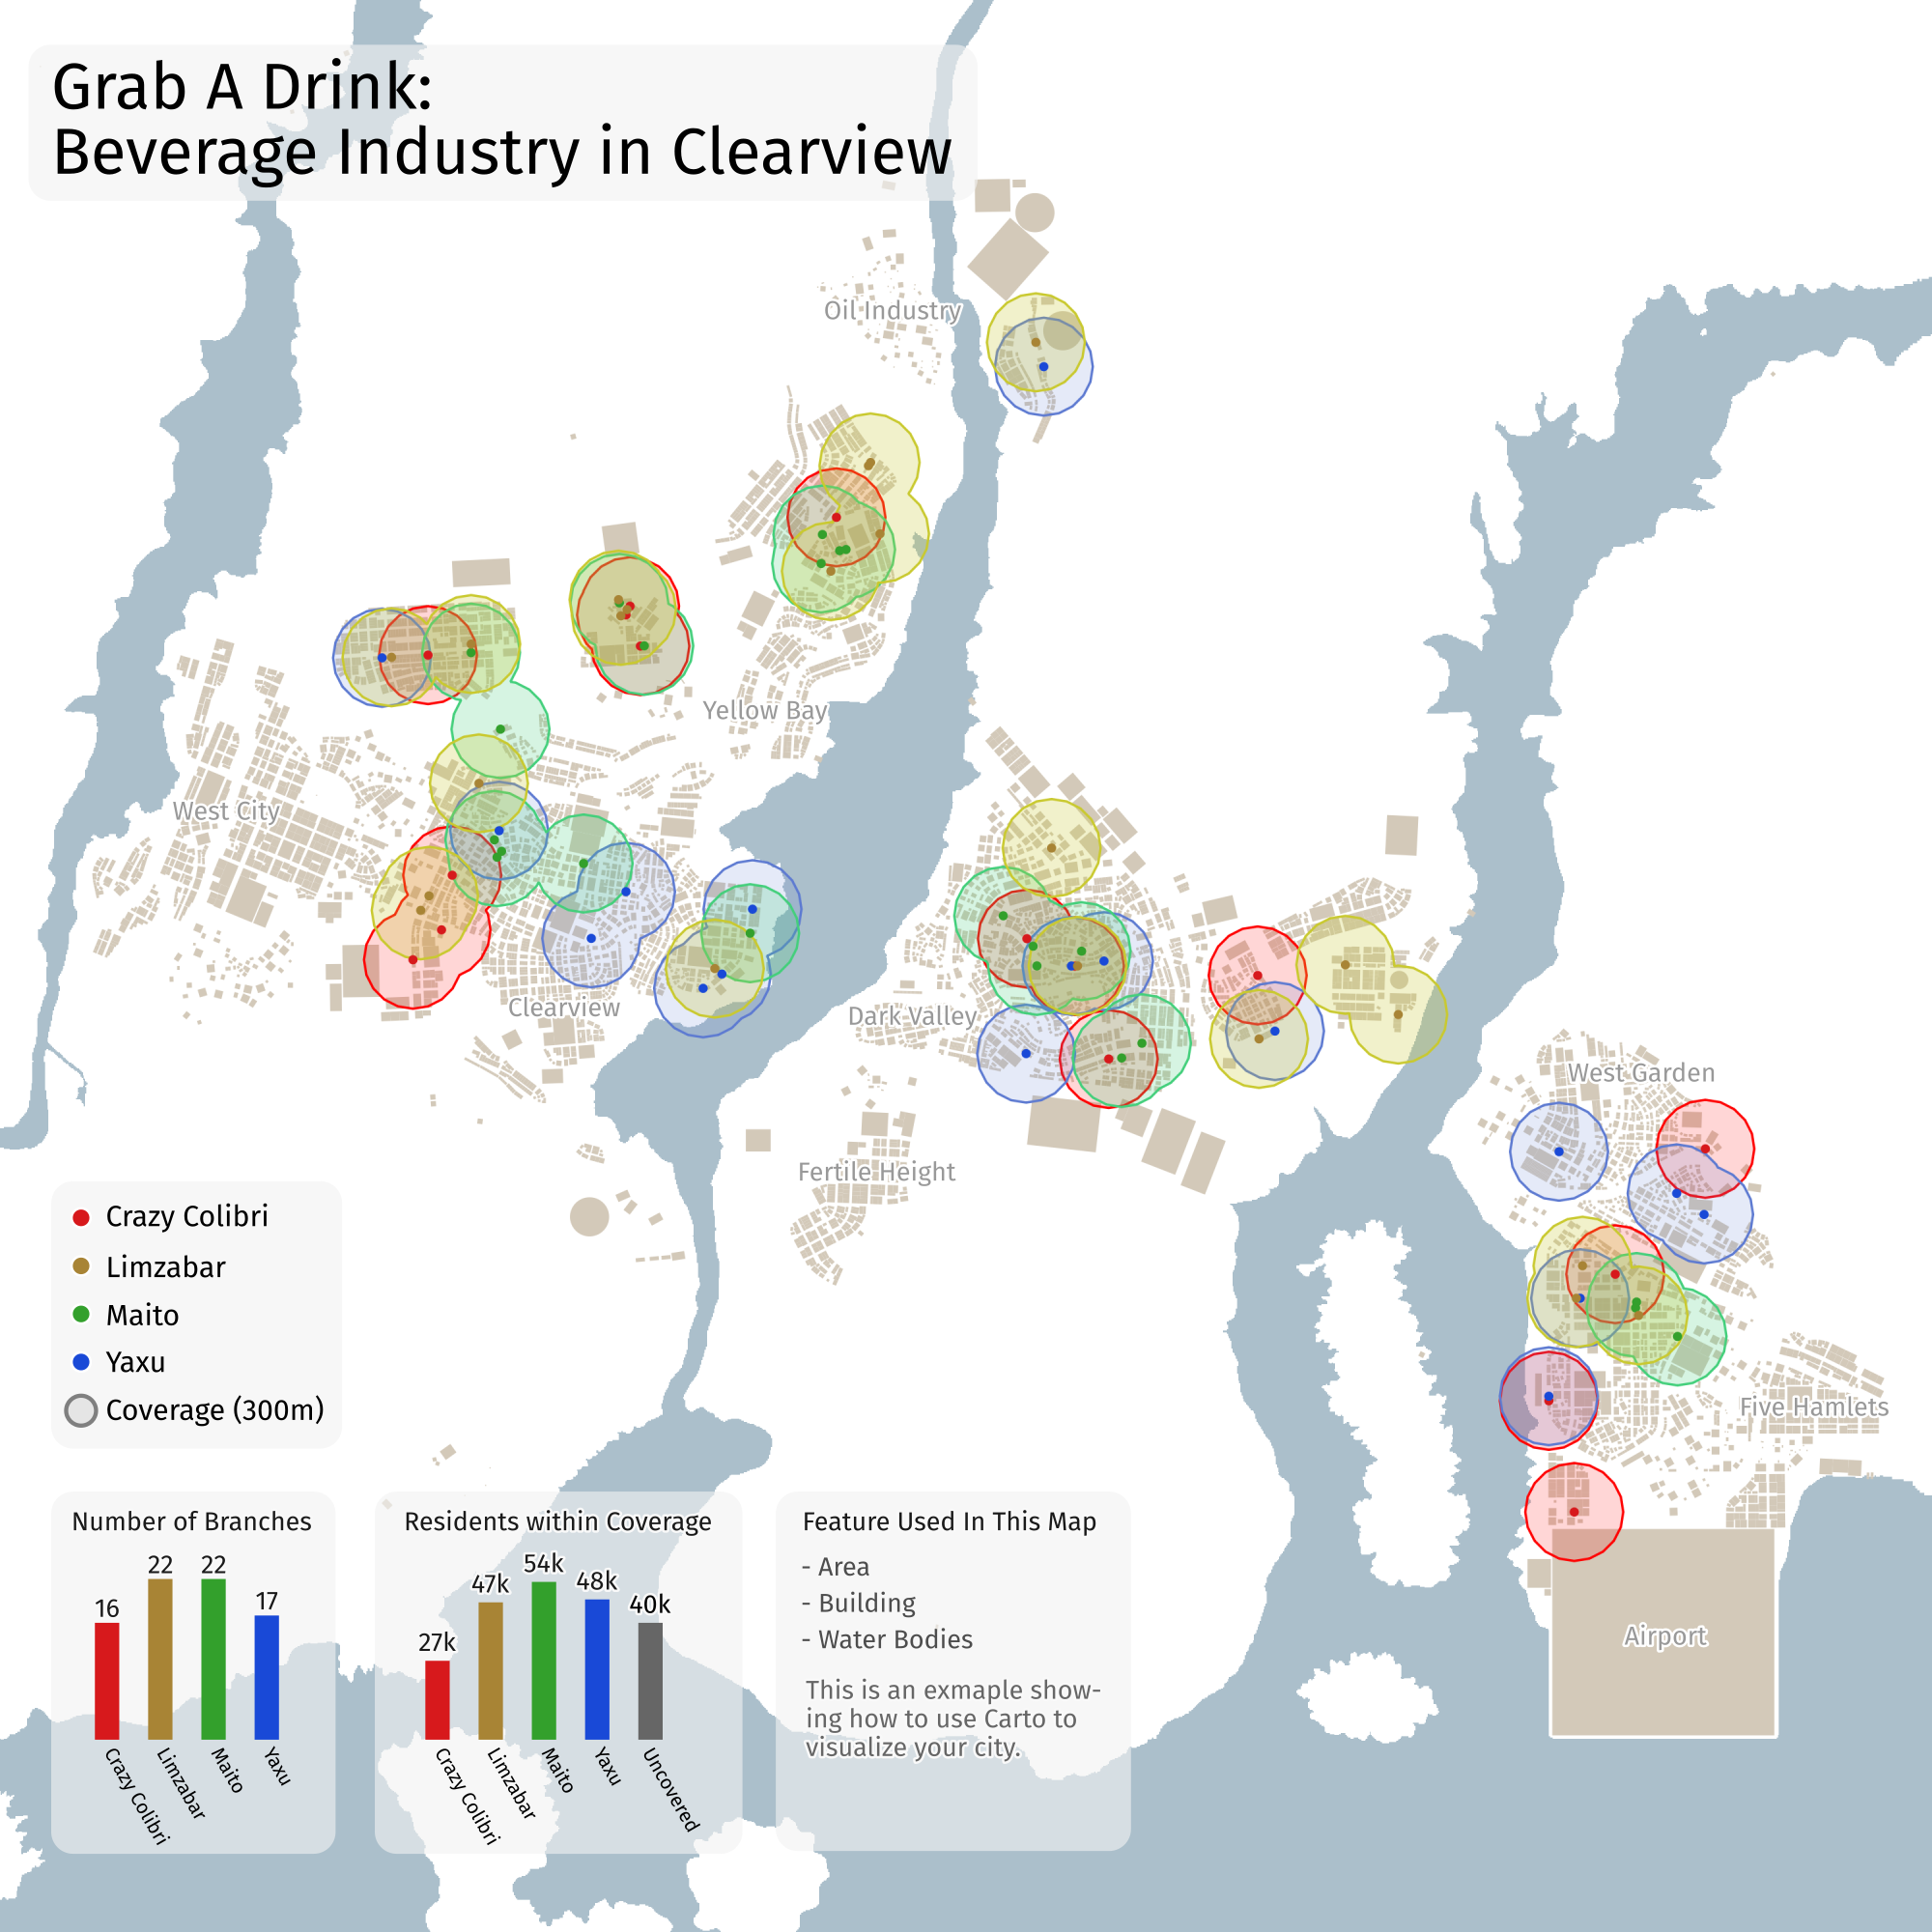 Grab A Drink:
Beverage Industry in Clearview
Oil Industry
Yellow Bay
West City
Clearview
Dark Valley
Fertile Height
West Garden
Five Hamlets
Airport
Crazy Colibri
Limzabar
Maito
Yaxu
Coverage (300m)
Number of Branches
16
22
22
17
Crazy Colibri
Limzabar
Maito
Yaxu
Residents within Coverage
27k
47k
54k
48k
40k
Crazy Colibri
Limzabar
Maito
Yaxu
Uncovered
Feature Used In This Map
- Area
- Building
- Water Bodies
This is an exmaple show-
ing how to use Carto to
visualize your city.